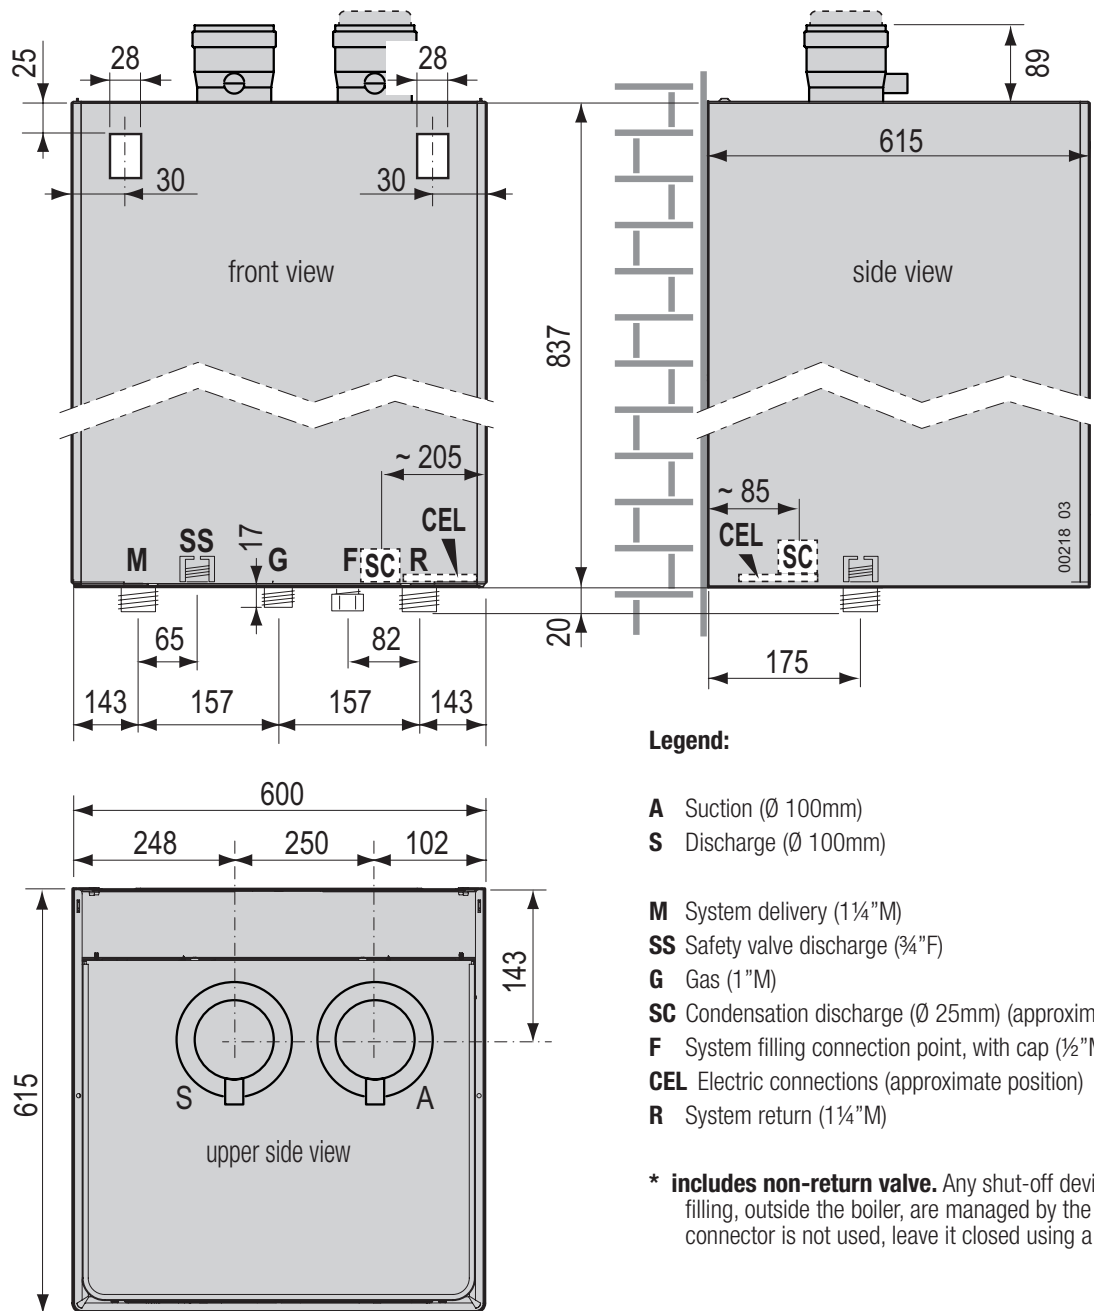 25
28
28
89
30
30
615
front view
side view
837
~ 205
~ 85
CEL
CEL
17
M
SS
G
F
SC
R
SC
00218 03
20
65
82
175
143
157
157
143
600
248
250
102
143
615
S
A
upper side view
Legend:
A Suction (Ø 100mm)
S Discharge (Ø 100mm)
M System delivery (1¼”M)
SS Safety valve discharge (¾”F)
G Gas (1”M)
SC Condensation discharge (Ø 25mm)
F System filling connection point, with cap (½”M
CEL Electric connections (approximate position)
R System return (1¼”M)
* includes non-return valve. Any shut-off
filling, outside the boiler, are managed by the
connector is not used, leave it closed using a